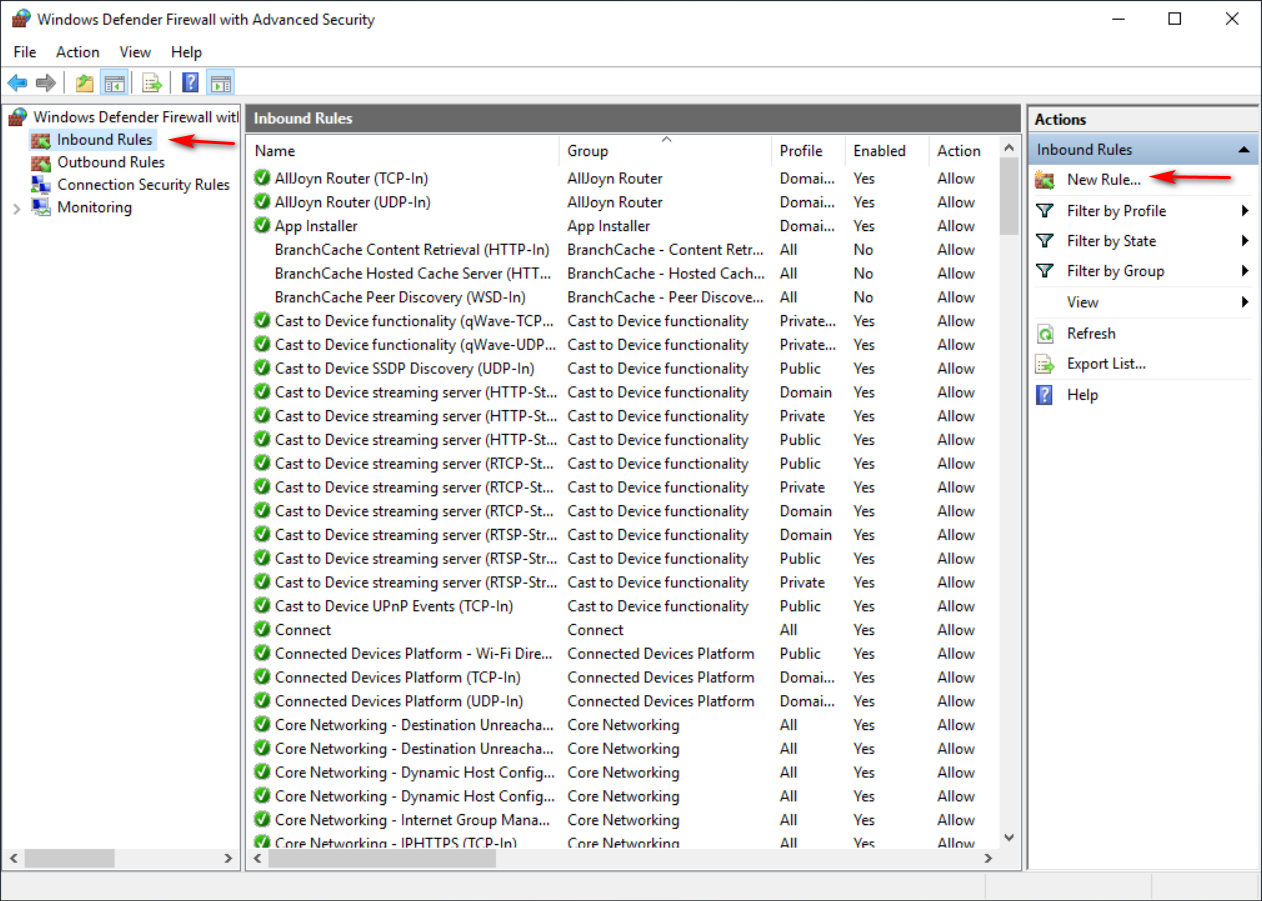 Windows Defender Firewall with Advanced Security
File Action View Help
Windows Defender Firewall witl
Inbound Rules
Outbound Rules
Connection Security Rules
Monitoring
Inbound Rules
Name Group Profile Enabled Action
AllJoyn Router (TCP-In) AllJoyn Router Domai... Yes Allow
AllJoyn Router (UDP-In) AllJoyn Router Domai... Yes Allow
App Installer App Installer Domai... Yes Allow
BranchCache Content Retrieval (HTTP-In) BranchCache - Content Retr... All No Allow
BranchCache Hosted Cache Server (HTT... BranchCache - Hosted Cach... All No Allow
BranchCache Peer Discovery (WSD-In) BranchCache - Peer Discove... All No Allow
Cast to Device functionality (qWave-TCP... Cast to Device functionality Private... Yes Allow
Cast to Device functionality (qWave-UDP... Cast to Device functionality Private... Yes Allow
Cast to Device SSDP Discovery (UDP-In) Cast to Device functionality Public Yes Allow
Cast to Device streaming server (HTTP-St... Cast to Device functionality Domain Yes Allow
Cast to Device streaming server (HTTP-St... Cast to Device functionality Private Yes Allow
Cast to Device streaming server (HTTP-St... Cast to Device functionality Public Yes Allow
Cast to Device streaming server (RTCP-St... Cast to Device functionality Public Yes Allow
Cast to Device streaming server (RTCP-St... Cast to Device functionality Private Yes Allow
Cast to Device streaming server (RTCP-St... Cast to Device functionality Domain Yes Allow
Cast to Device streaming server (RTSP-Str... Cast to Device functionality Domain Yes Allow
Cast to Device streaming server (RTSP-Str... Cast to Device functionality Public Yes Allow
Cast to Device streaming server (RTSP-Str... Cast to Device functionality Private Yes Allow
Cast to Device UPnP Events (TCP-In) Cast to Device functionality Public Yes Allow
Connect Connect All Yes Allow
Connected Devices Platform - Wi-Fi Dire... Connected Devices Platform Public Yes Allow
Connected Devices Platform (TCP-In) Connected Devices Platform Domai... Yes Allow
Connected Devices Platform (UDP-In) Connected Devices Platform Domai... Yes Allow
Core Networking - Destination Unreacha... Core Networking All Yes Allow
Core Networking - Destination Unreacha... Core Networking All Yes Allow
Core Networking - Dynamic Host Config... Core Networking All Yes Allow
Core Networking - Dynamic Host Config... Core Networking All Yes Allow
Core Networking - Internet Group Mana... Core Networking All Yes Allow
Core Networking - IPHTTPS (TCP-In) Core Networking All Yes Allow
Actions
Inbound Rules
New Rule...
Filter by Profile
Filter by State
Filter by Group
View
Refresh
Export List...
Help